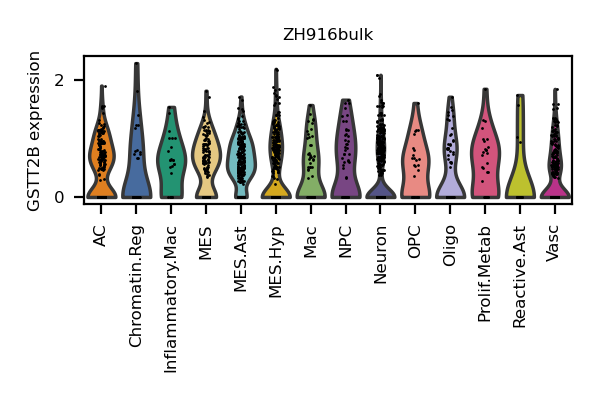 ZH916bulk
GSTT2B expression
2
0
AC
Chromatin.Reg
Inflammatory.Mac
MES
MES.Ast
MES.Hyp
Mac
NPC
Neuron
OPC
Oligo
Prolif.Metab
Reactive.Ast
Vasc